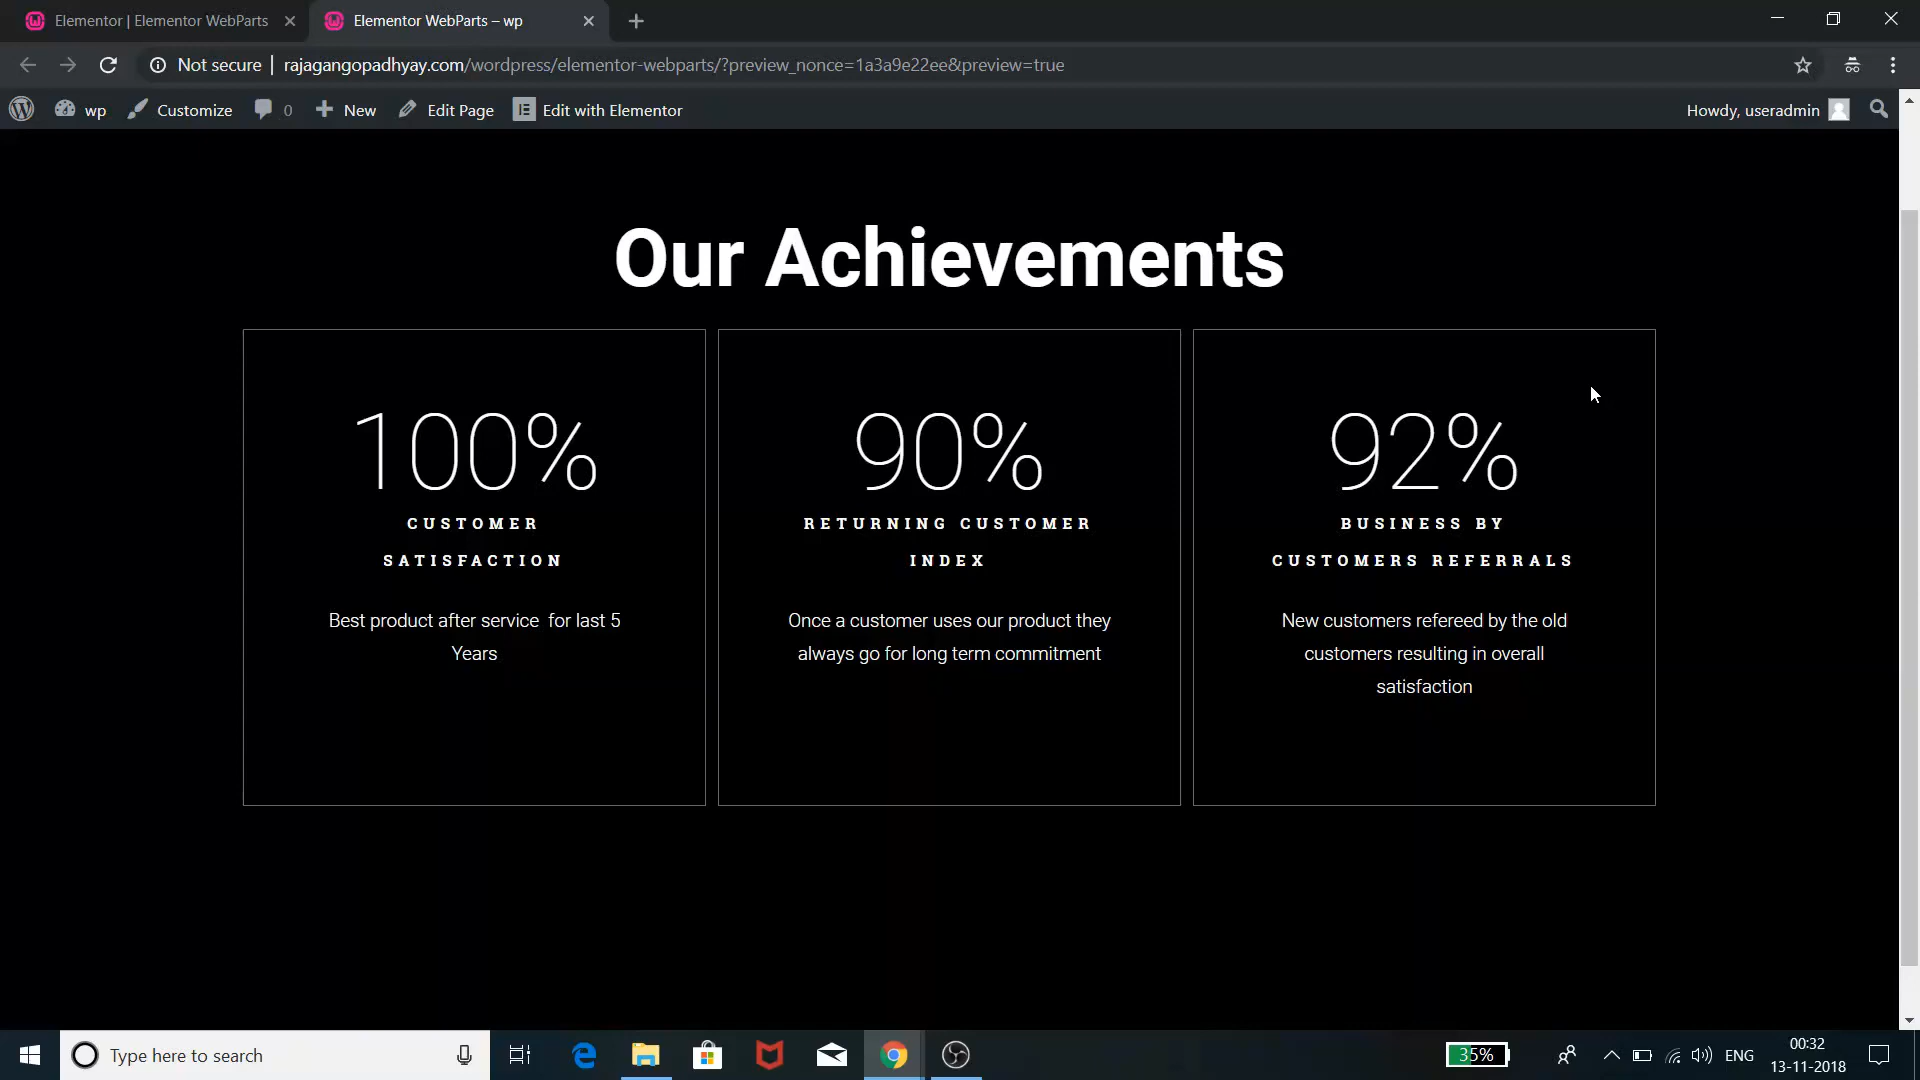 Elementor | Elementor WebParts
Elementor WebParts – wp
Not secure | rajagangopadhyay.com/wordpress/elementor-webparts/?preview_nonce=1a3a9e22ee&preview=true
wp Customize 0 New Edit Page Edit with Elementor Howdy, useradmin
Our Achievements
100%
CUSTOMER
SATISFACTION
Best product after service  for last 5
Years
90%
RETURNING CUSTOMER
INDEX
Once a customer uses our product they
always go for long term commitment
92%
BUSINESS BY
CUSTOMERS REFERRALS
New customers refereed by the old
customers resulting in overall
satisfaction
Type here to search
35%
ENG
00:32
13-11-2018